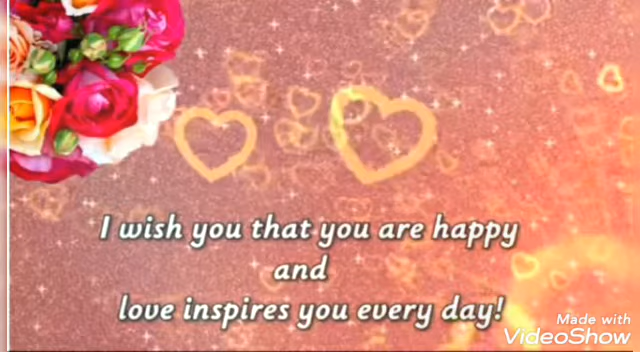 I wish you that you are happy
and
love inspires you every day!
Made with
VideoShow